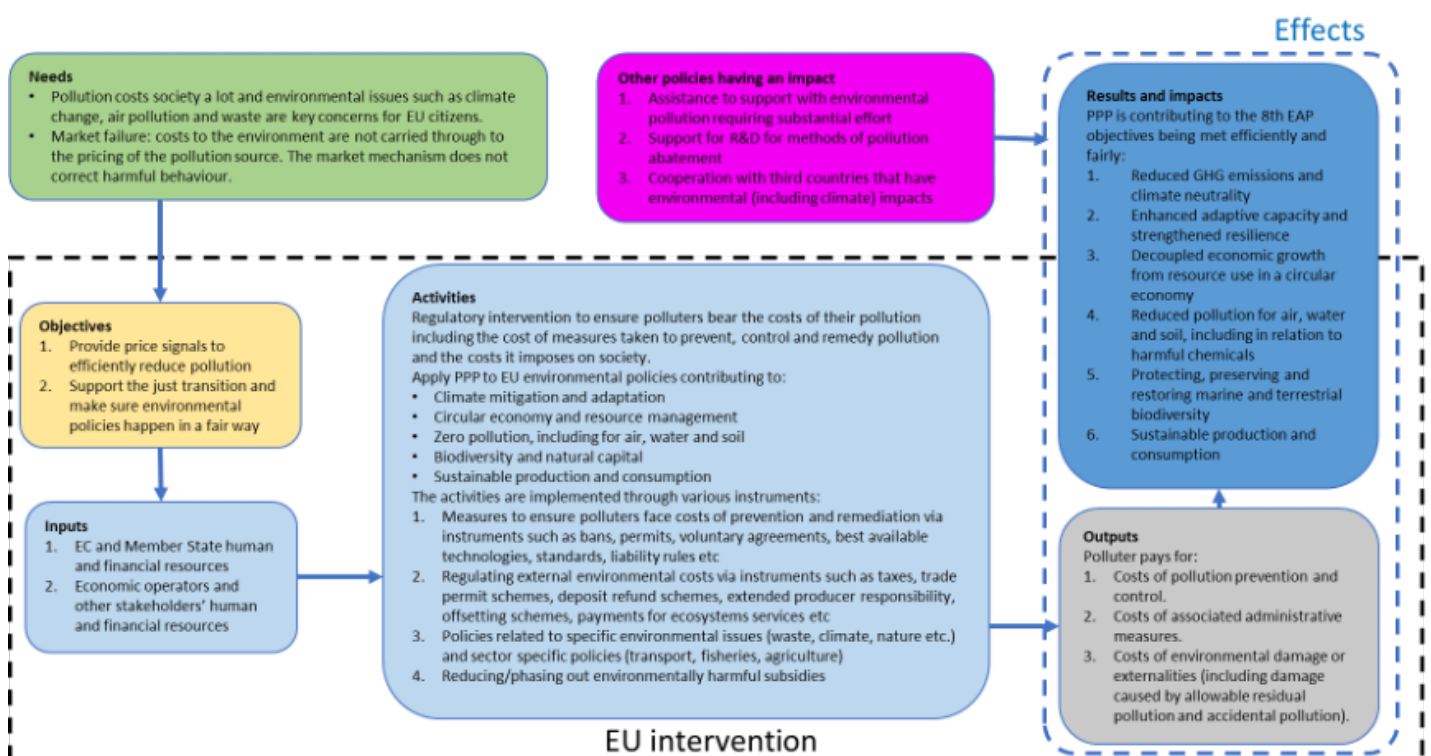 Effects
Needs
• Pollution costs society a lot and environmental issues such as climate
change, air pollution and waste are key concerns for EU citizens.
• Market failure: costs to the environment are not carried through to
the pricing of the pollution source. The market mechanism does not
correct harmful behaviour.
Other policies having an impact
1. Assistance to support with environmental
pollution requiring substantial effort
2. Support for R&D for methods of pollution
abatement
3. Cooperation with third countries that have
environmental (including climate) impacts
Results and impacts
PPP is contributing to the 8th EAP
objectives being met efficiently and
fairly:
1. Reduced GHG emissions and
climate neutrality
2. Enhanced adaptive capacity and
strengthened resilience
3. Decoupled economic growth
from resource use in a circular
economy
4. Reduced pollution for air, water
and soil, including in relation to
harmful chemicals
5. Protecting, preserving and
restoring marine and terrestrial
biodiversity
6. Sustainable production and
consumption
Objectives
1. Provide price signals to
efficiently reduce pollution
2. Support the just transition and
make sure environmental
policies happen in a fair way
Activities
Regulatory intervention to ensure polluters bear the costs of their pollution
including the cost of measures taken to prevent, control and remedy pollution
and the costs it imposes on society.
Apply PPP to EU environmental policies contributing to:
• Climate mitigation and adaptation
• Circular economy and resource management
• Zero pollution, including for air, water and soil
• Biodiversity and natural capital
• Sustainable production and consumption
The activities are implemented through various instruments:
1. Measures to ensure polluters face costs of prevention and remediation via
instruments such as bans, permits, voluntary agreements, best available
technologies, standards, liability rules etc
2. Regulating external environmental costs via instruments such as taxes, trade
permit schemes, deposit refund schemes, extended producer responsibility,
offsetting schemes, payments for ecosystems services etc
3. Policies related to specific environmental issues (waste, climate, nature etc.)
and sector specific policies (transport, fisheries, agriculture)
4. Reducing/phasing out environmentally harmful subsidies
Inputs
1. EC and Member State human
and financial resources
2. Economic operators and
other stakeholders' human
and financial resources
Outputs
Polluter pays for:
1. Costs of pollution prevention and
control.
2. Costs of associated administrative
measures.
3. Costs of environmental damage or
externalities (including damage
caused by allowable residual
pollution and accidental pollution).
EU intervention